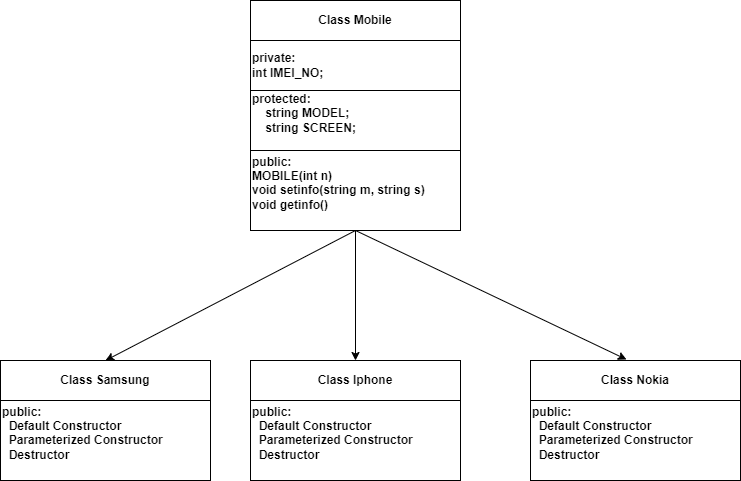 Class Mobile
private:
int IMEI_NO;
protected:
string MODEL;
string SCREEN;
public:
MOBILE(int n)
void setinfo(string m, string s)
void getinfo()
Class Samsung
public:
Default Constructor
Parameterized Constructor
Destructor
Class Iphone
public:
Default Constructor
Parameterized Constructor
Destructor
Class Nokia
public:
Default Constructor
Parameterized Constructor
Destructor